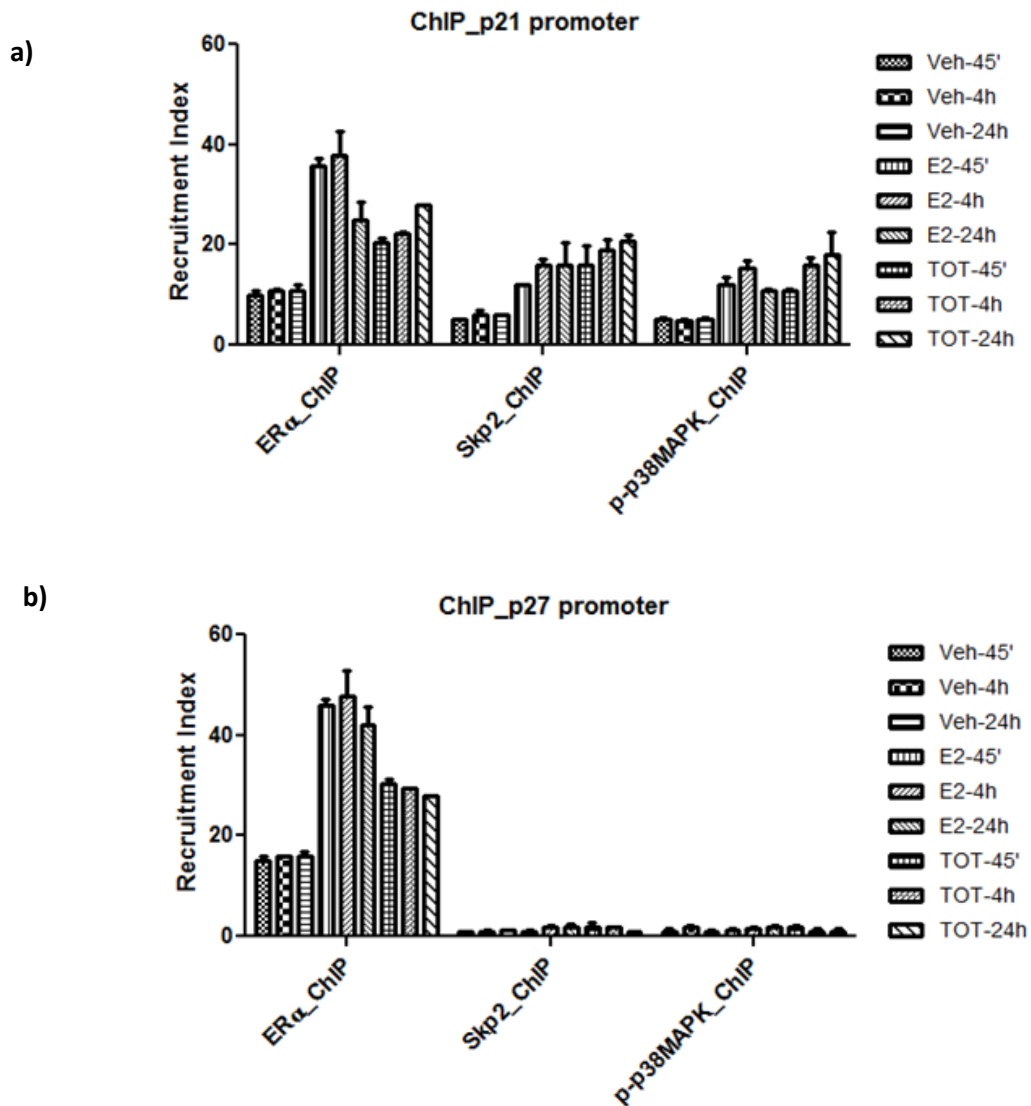 a)
ChIP_p21 promoter
Recruitment Index
60
40
20
0
ERα_ChIP
Skp2_ChIP
p-p38MAPK_ChIP
Veh-45'
Veh-4h
Veh-24h
E2-45'
E2-4h
E2-24h
TOT-45'
TOT-4h
TOT-24h
b)
ChIP_p27 promoter
Recruitment Index
60
40
20
0
ERα_ChIP
Skp2_ChIP
p-p38MAPK_ChIP
Veh-45'
Veh-4h
Veh-24h
E2-45'
E2-4h
E2-24h
TOT-45'
TOT-4h
TOT-24h